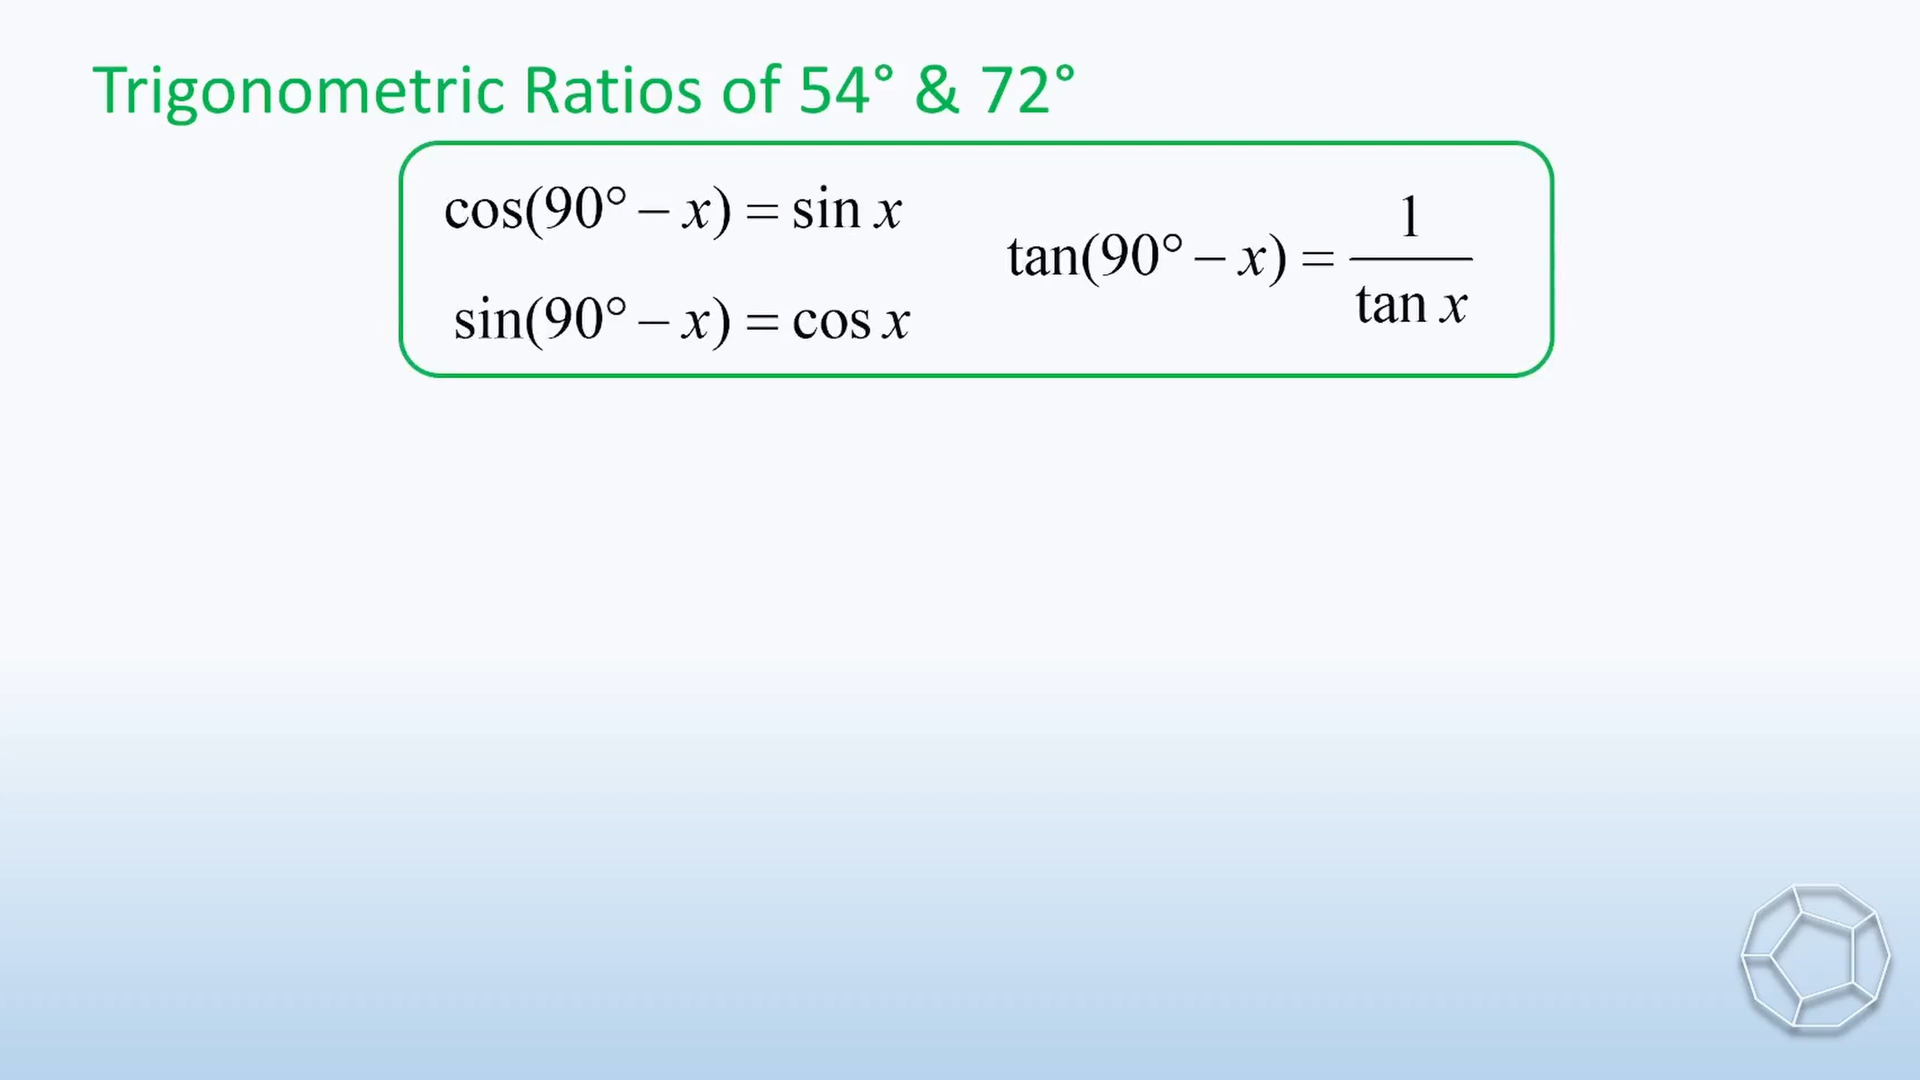 Trigonometric Ratios of 54° & 72°
cos(90° – x) = sin x
sin(90° – x) = cos x
tan(90° – x) = 1 / tan x